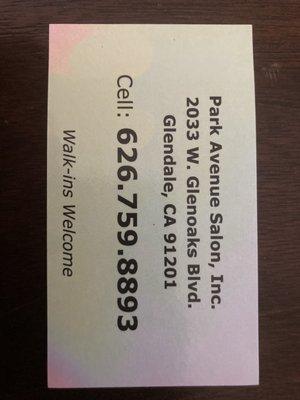 Park Avenue Salon, Inc.
2033 W. Glenoaks Blvd.
Glendale, CA 91201
Cell: 626.759.8893
Walk-ins Welcome